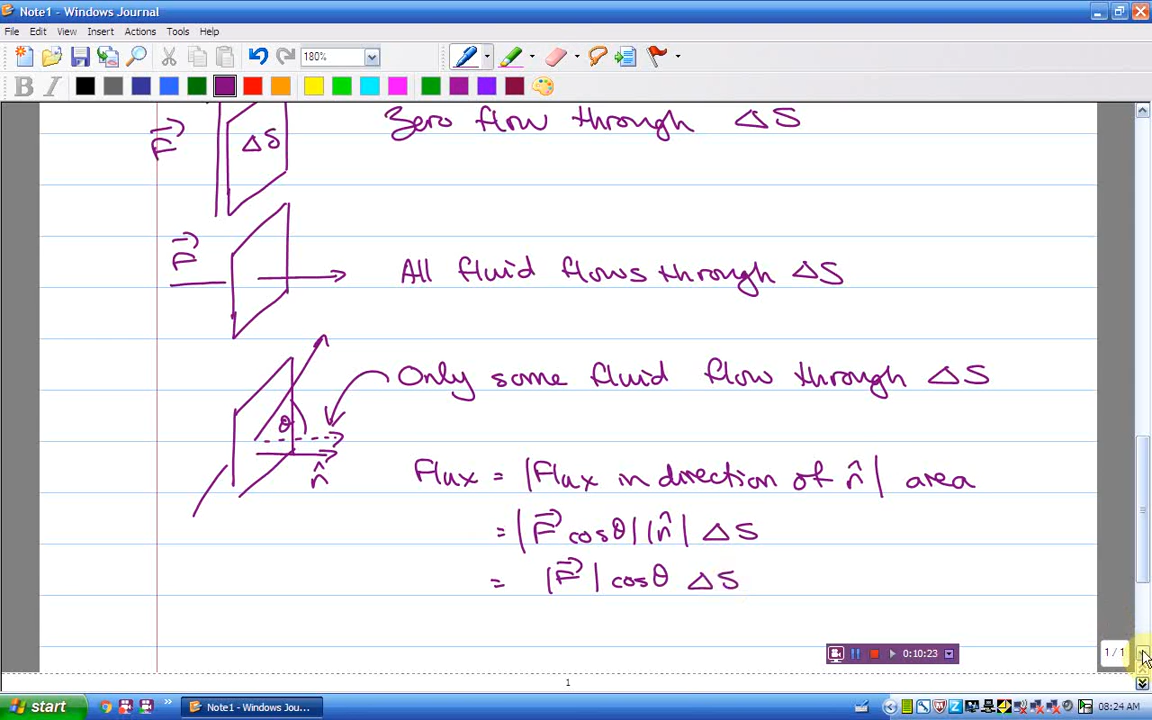 Note1 - Windows Journal
File Edit View Insert Actions Tools Help
180%
B I
F⃗ ΔS Zero flow through ΔS
F⃗ All fluid flows through ΔS
Only some fluid flow through ΔS
θ
n̂
Flux = |Flux in direction of n̂| area
= |F⃗ cosθ| |n̂| ΔS
= |F⃗| cosθ ΔS
0:10:23
1 / 1
1
start Note1 - Windows Jou... 08:24 AM